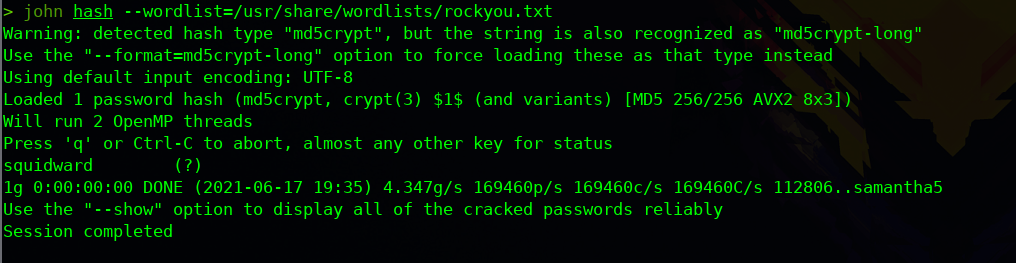 > john hash --wordlist=/usr/share/wordlists/rockyou.txt
Warning: detected hash type "md5crypt", but the string is also recognized as "md5crypt-long"
Use the "--format=md5crypt-long" option to force loading these as that type instead
Using default input encoding: UTF-8
Loaded 1 password hash (md5crypt, crypt(3) $1$ (and variants) [MD5 256/256 AVX2 8x3])
Will run 2 OpenMP threads
Press 'q' or Ctrl-C to abort, almost any other key for status
squidward        (?)
1g 0:00:00:00 DONE (2021-06-17 19:35) 4.347g/s 169460p/s 169460c/s 169460C/s 112806..samantha5
Use the "--show" option to display all of the cracked passwords reliably
Session completed